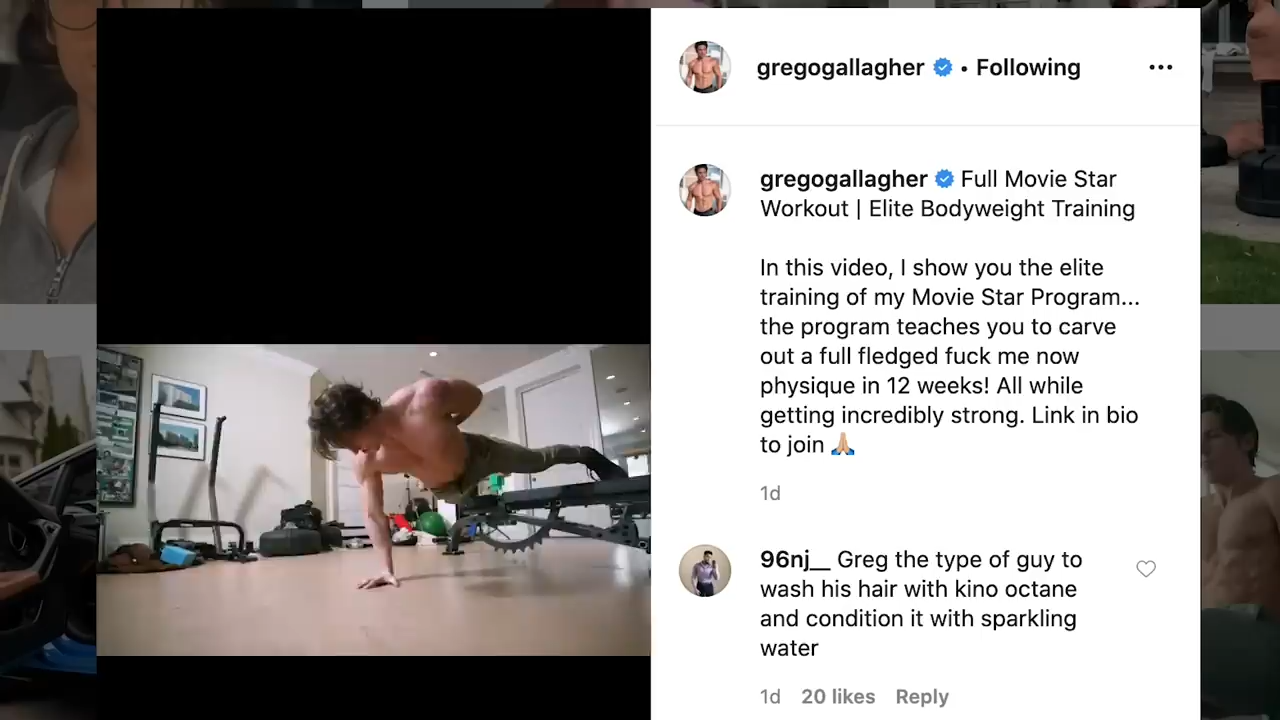 gregogallagher • Following
gregogallagher Full Movie Star
Workout | Elite Bodyweight Training
In this video, I show you the elite
training of my Movie Star Program...
the program teaches you to carve
out a full fledged fuck me now
physique in 12 weeks! All while
getting incredibly strong. Link in bio
to join 🙏🏼
1d
96nj__ Greg the type of guy to
wash his hair with kino octane
and condition it with sparkling
water
1d 20 likes Reply